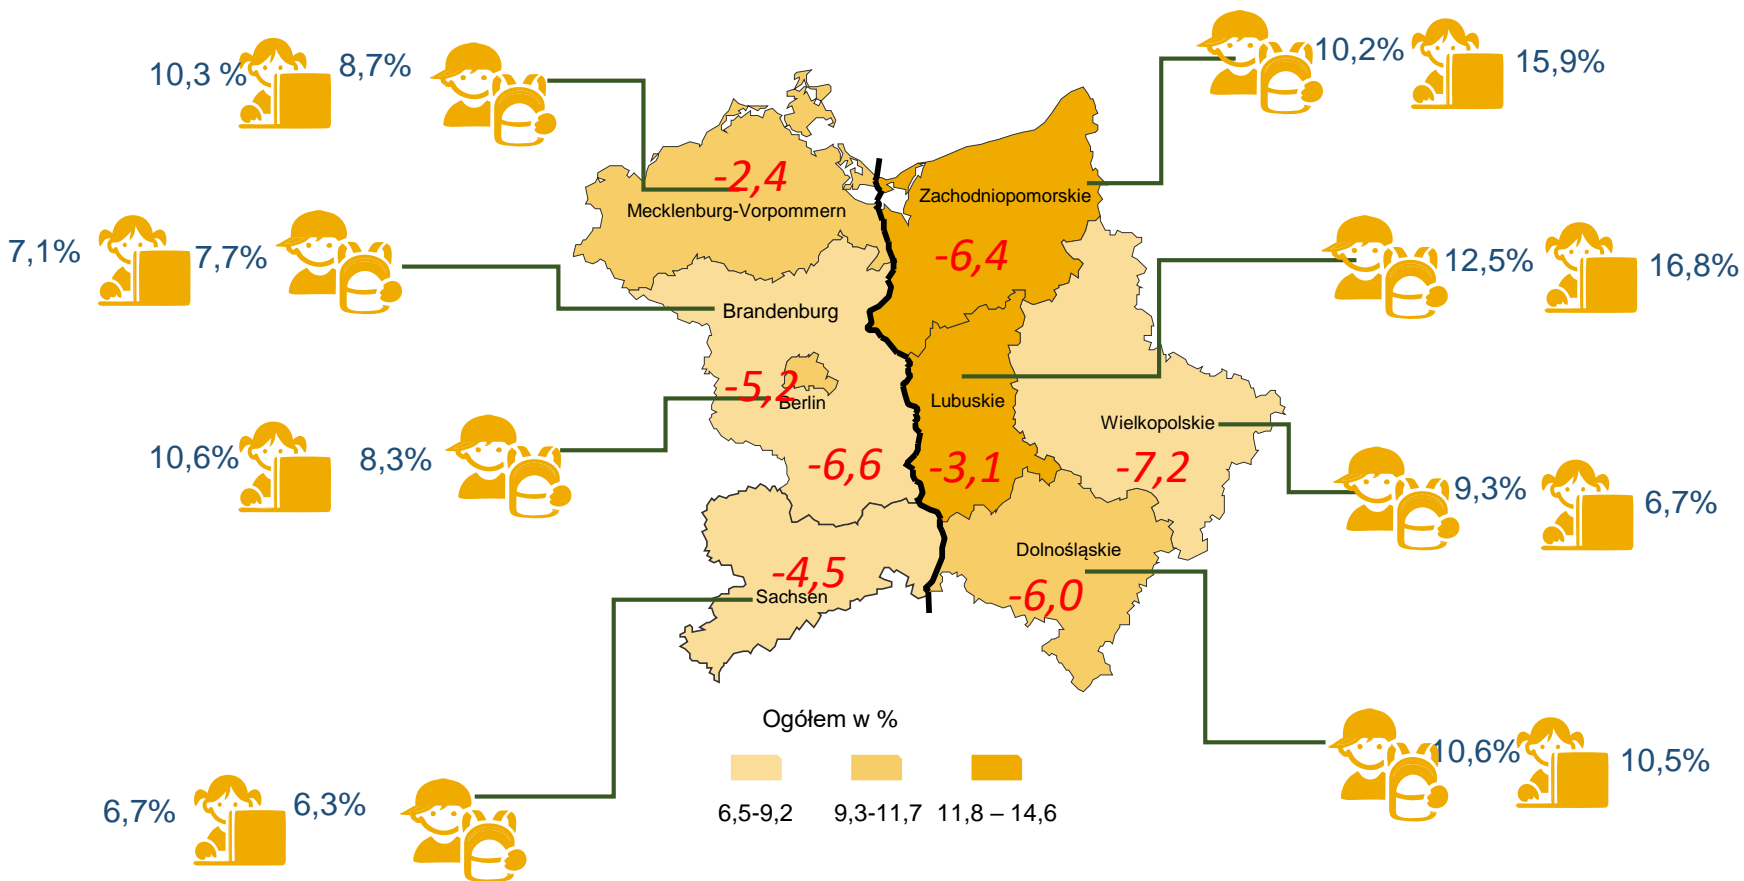 10,3 %
8,7%
10,2%
15,9%
-2,4
Mecklenburg-Vorpommern
Zachodniopomorskie
-6,4
7,1%
7,7%
12,5%
16,8%
Brandenburg
-5,2
Berlin
Lubuskie
Wielkopolskie
10,6%
8,3%
-6,6
-3,1
-7,2
9,3%
6,7%
Dolnośląskie
-4,5
Sachsen
-6,0
Ogółem w %
6,5-9,2
9,3-11,7
11,8 – 14,6
6,7%
6,3%
10,6%
10,5%